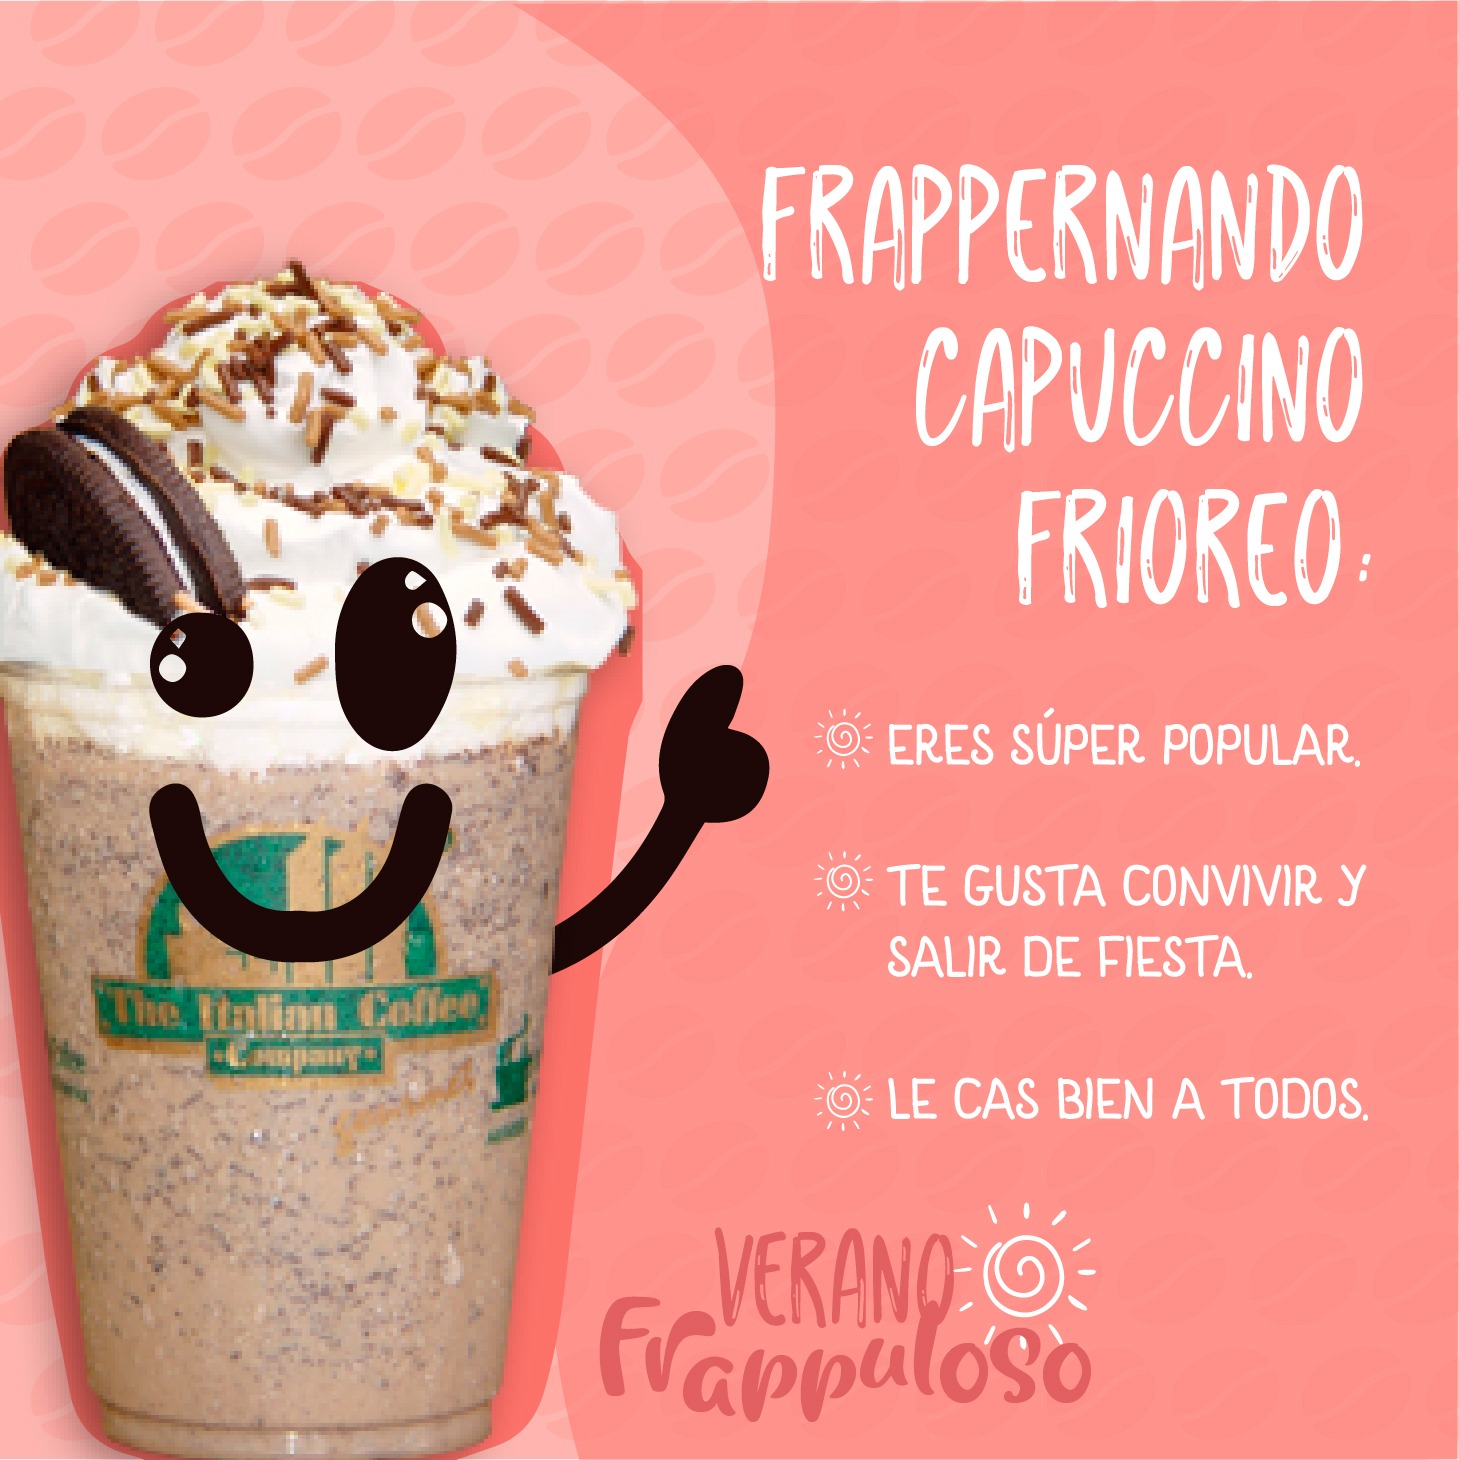 FRAPPERNANDO
CAPUCCINO
FRIOREO:
ERES SÚPER POPULAR.
TE GUSTA CONVIVIR Y
SALIR DE FIESTA.
LE CAS BIEN A TODOS.
The Italian Coffee
Company
VERANO
Frappuloso